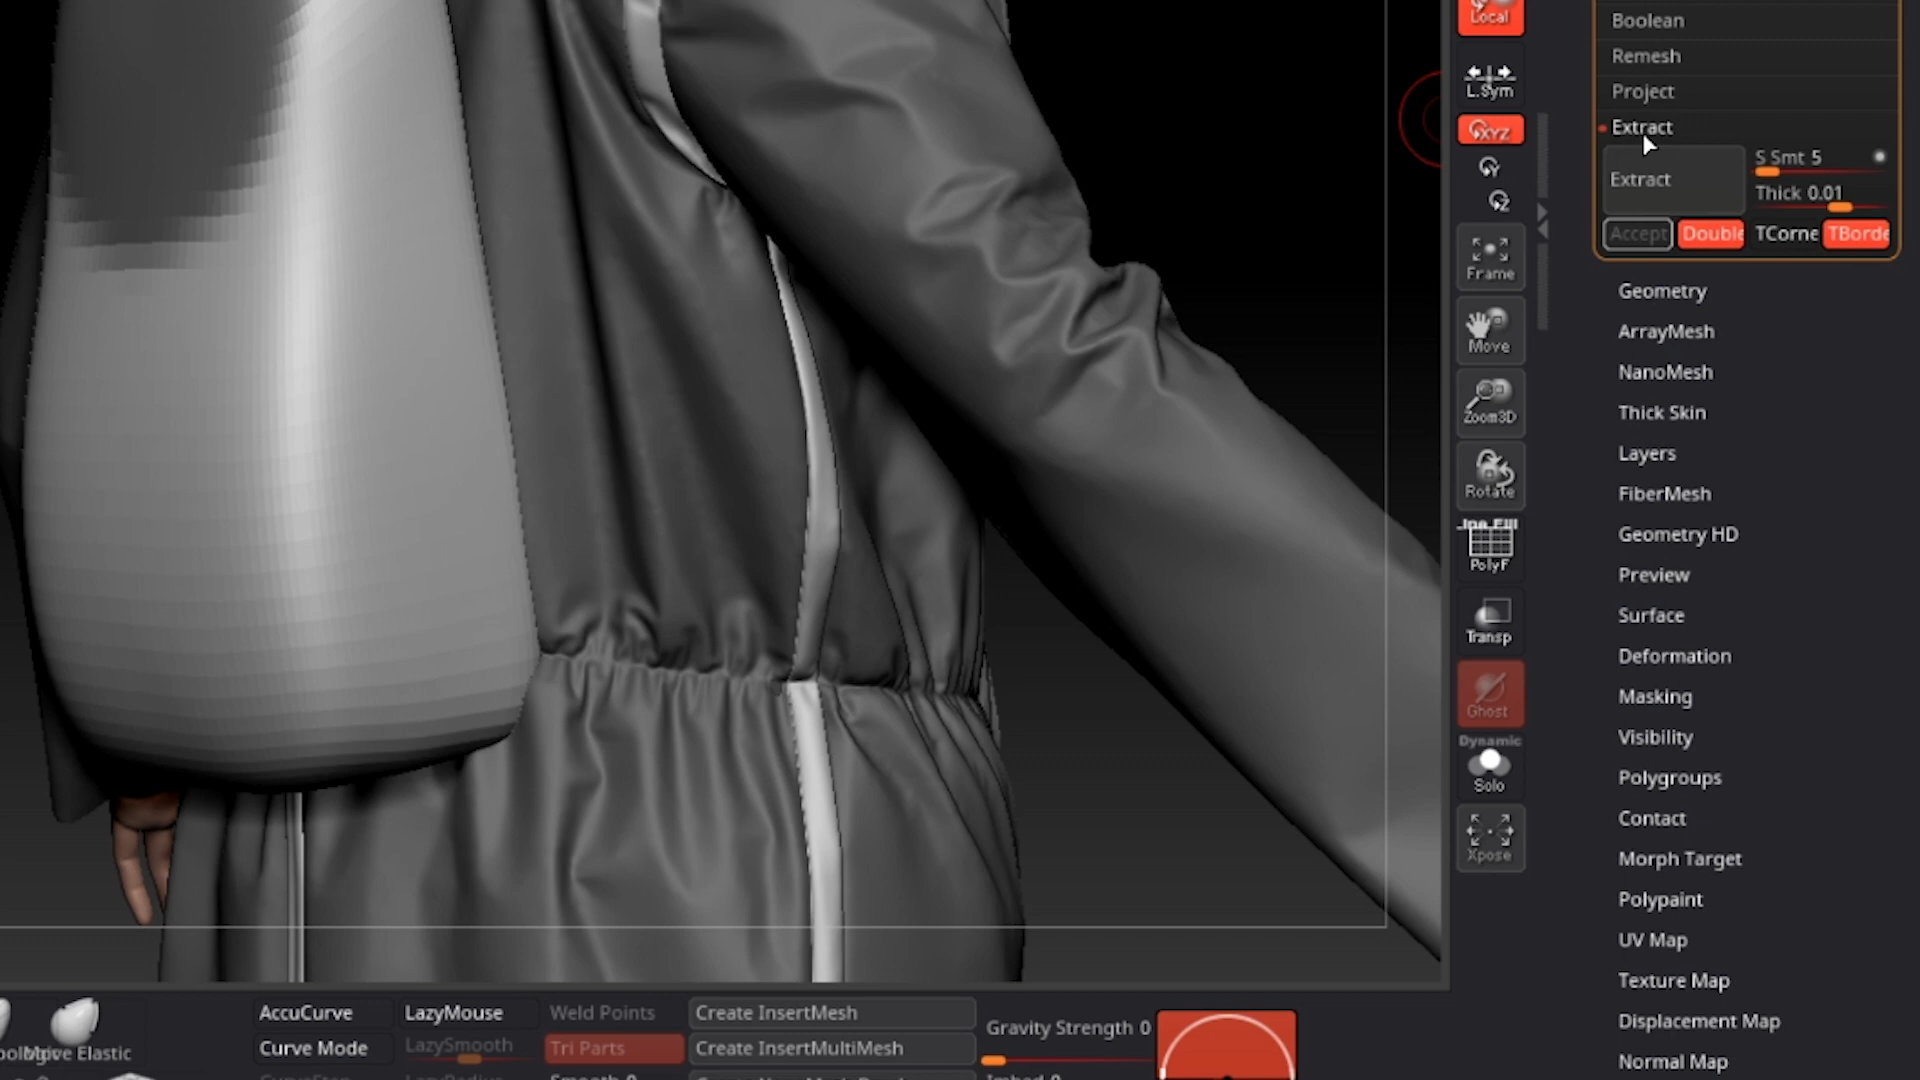 Local
L.Sym
XYZ
Y
Z
Frame
Move
Zoom3D
Rotate
Line Fill
PolyF
Transp
Ghost
Dynamic
Solo
Xpose
Boolean
Remesh
Project
Extract
S Smt 5
Extract
Thick 0.01
Accept Double TCorne TBorde
Geometry
ArrayMesh
NanoMesh
Thick Skin
Layers
FiberMesh
Geometry HD
Preview
Surface
Deformation
Masking
Visibility
Polygroups
Contact
Morph Target
Polypaint
UV Map
Texture Map
Displacement Map
Normal Map
AccuCurve LazyMouse Weld Points Create InsertMesh
Gravity Strength 0
Move Elastic Curve Mode LazySmooth Tri Parts Create InsertMultiMesh